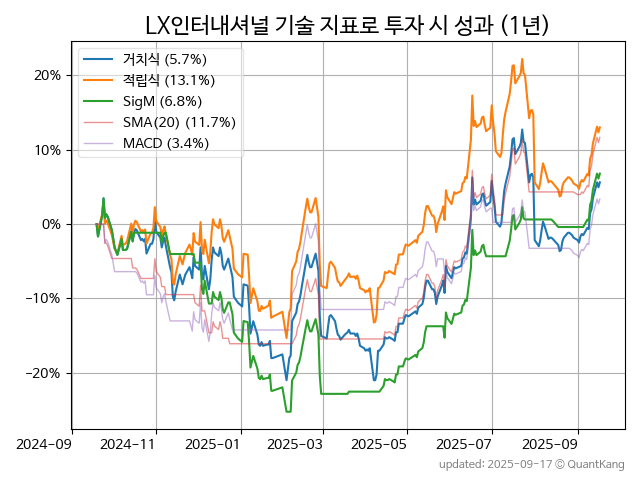 LX인터내셔널 기술 지표로 투자 시 성과 (1년)
거치식 (5.7%)
적립식 (13.1%)
SigM (6.8%)
SMA(20) (11.7%)
MACD (3.4%)
20%
10%
0%
−10%
−20%
2024-09 2024-11 2025-01 2025-03 2025-05 2025-07 2025-09
updated: 2025-09-17 © QuantKang